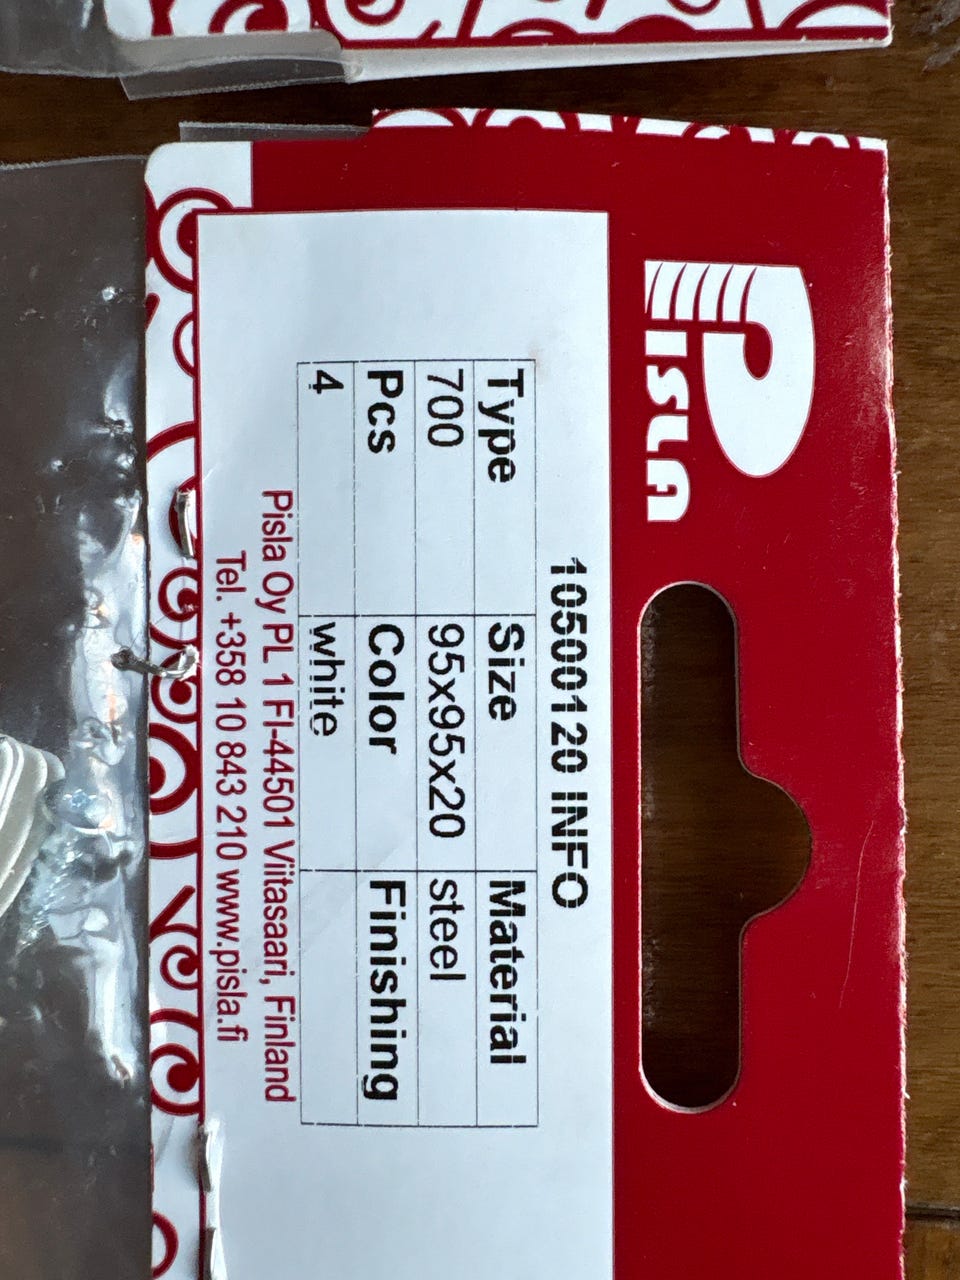 PISLA
10500120 INFO
Type Size Material
700 95x95x20 steel
Pcs Color Finishing
4 white
Pisla Oy PL 1 FI-44501 Viitasaari, Finland
Tel. +358 10 843 210 www.pisla.fi